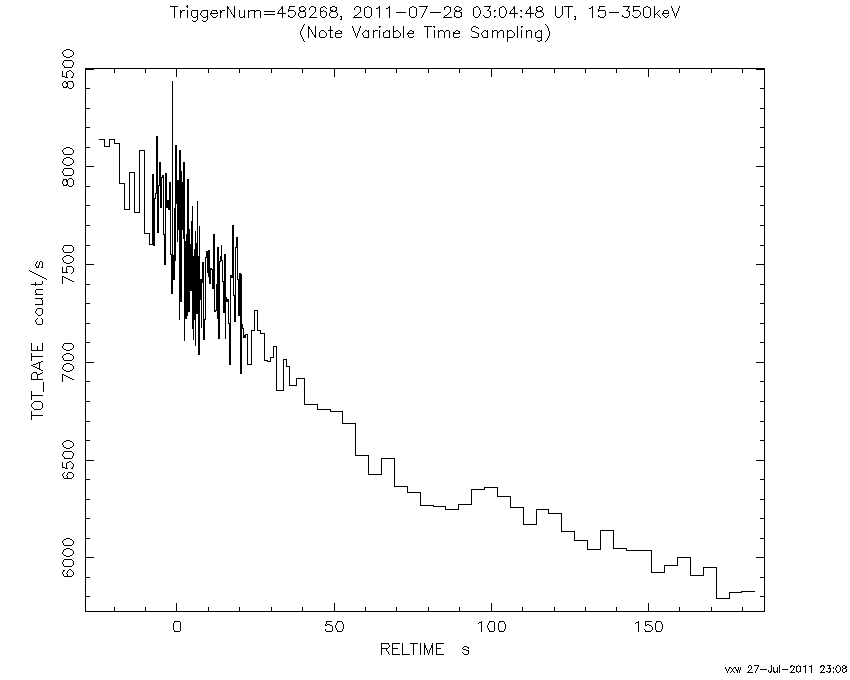 TriggerNum=458268, 2011-07-28 03:04:48 UT, 15-350keV
(Note Variable Time Sampling)
8500
8000
7500
7000
6500
6000
TOT_RATE count/s
0 50 100 150
RELTIME s
vxw 27-Jul-2011 23:08